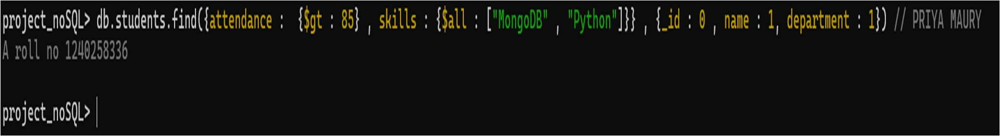 project_noSQL> db.students.find({attendance :  {$gt : 85} , skills : {$all : ["MongoDB" , "Python"]}} , {_id : 0 , name : 1, department : 1}) // PRIYA MAURY
A roll no 1240258336
project_noSQL>